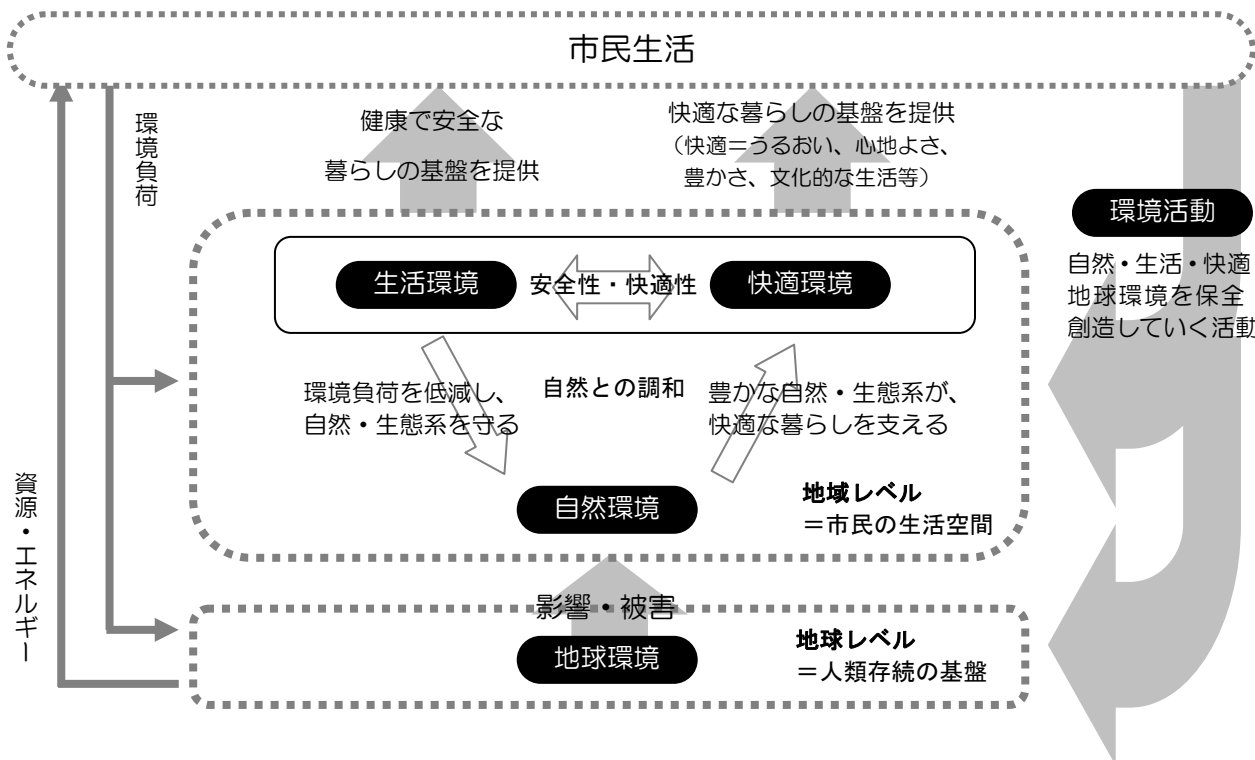 市民生活
環境負荷
健康で安全な
暮らしの基盤を提供
快適な暮らしの基盤を提供
（快適＝うるおい、心地よさ、
豊かさ、文化的な生活等）
環境活動
自然・生活・快適
地球環境を保全
創造していく活動
生活環境
安全性・快適性
快適環境
環境負荷を低減し、
自然・生態系を守る
自然との調和
豊かな自然・生態系が、
快適な暮らしを支える
自然環境
地域レベル
＝市民の生活空間
資源・エネルギー
影響・被害
地球環境
地球レベル
＝人類存続の基盤